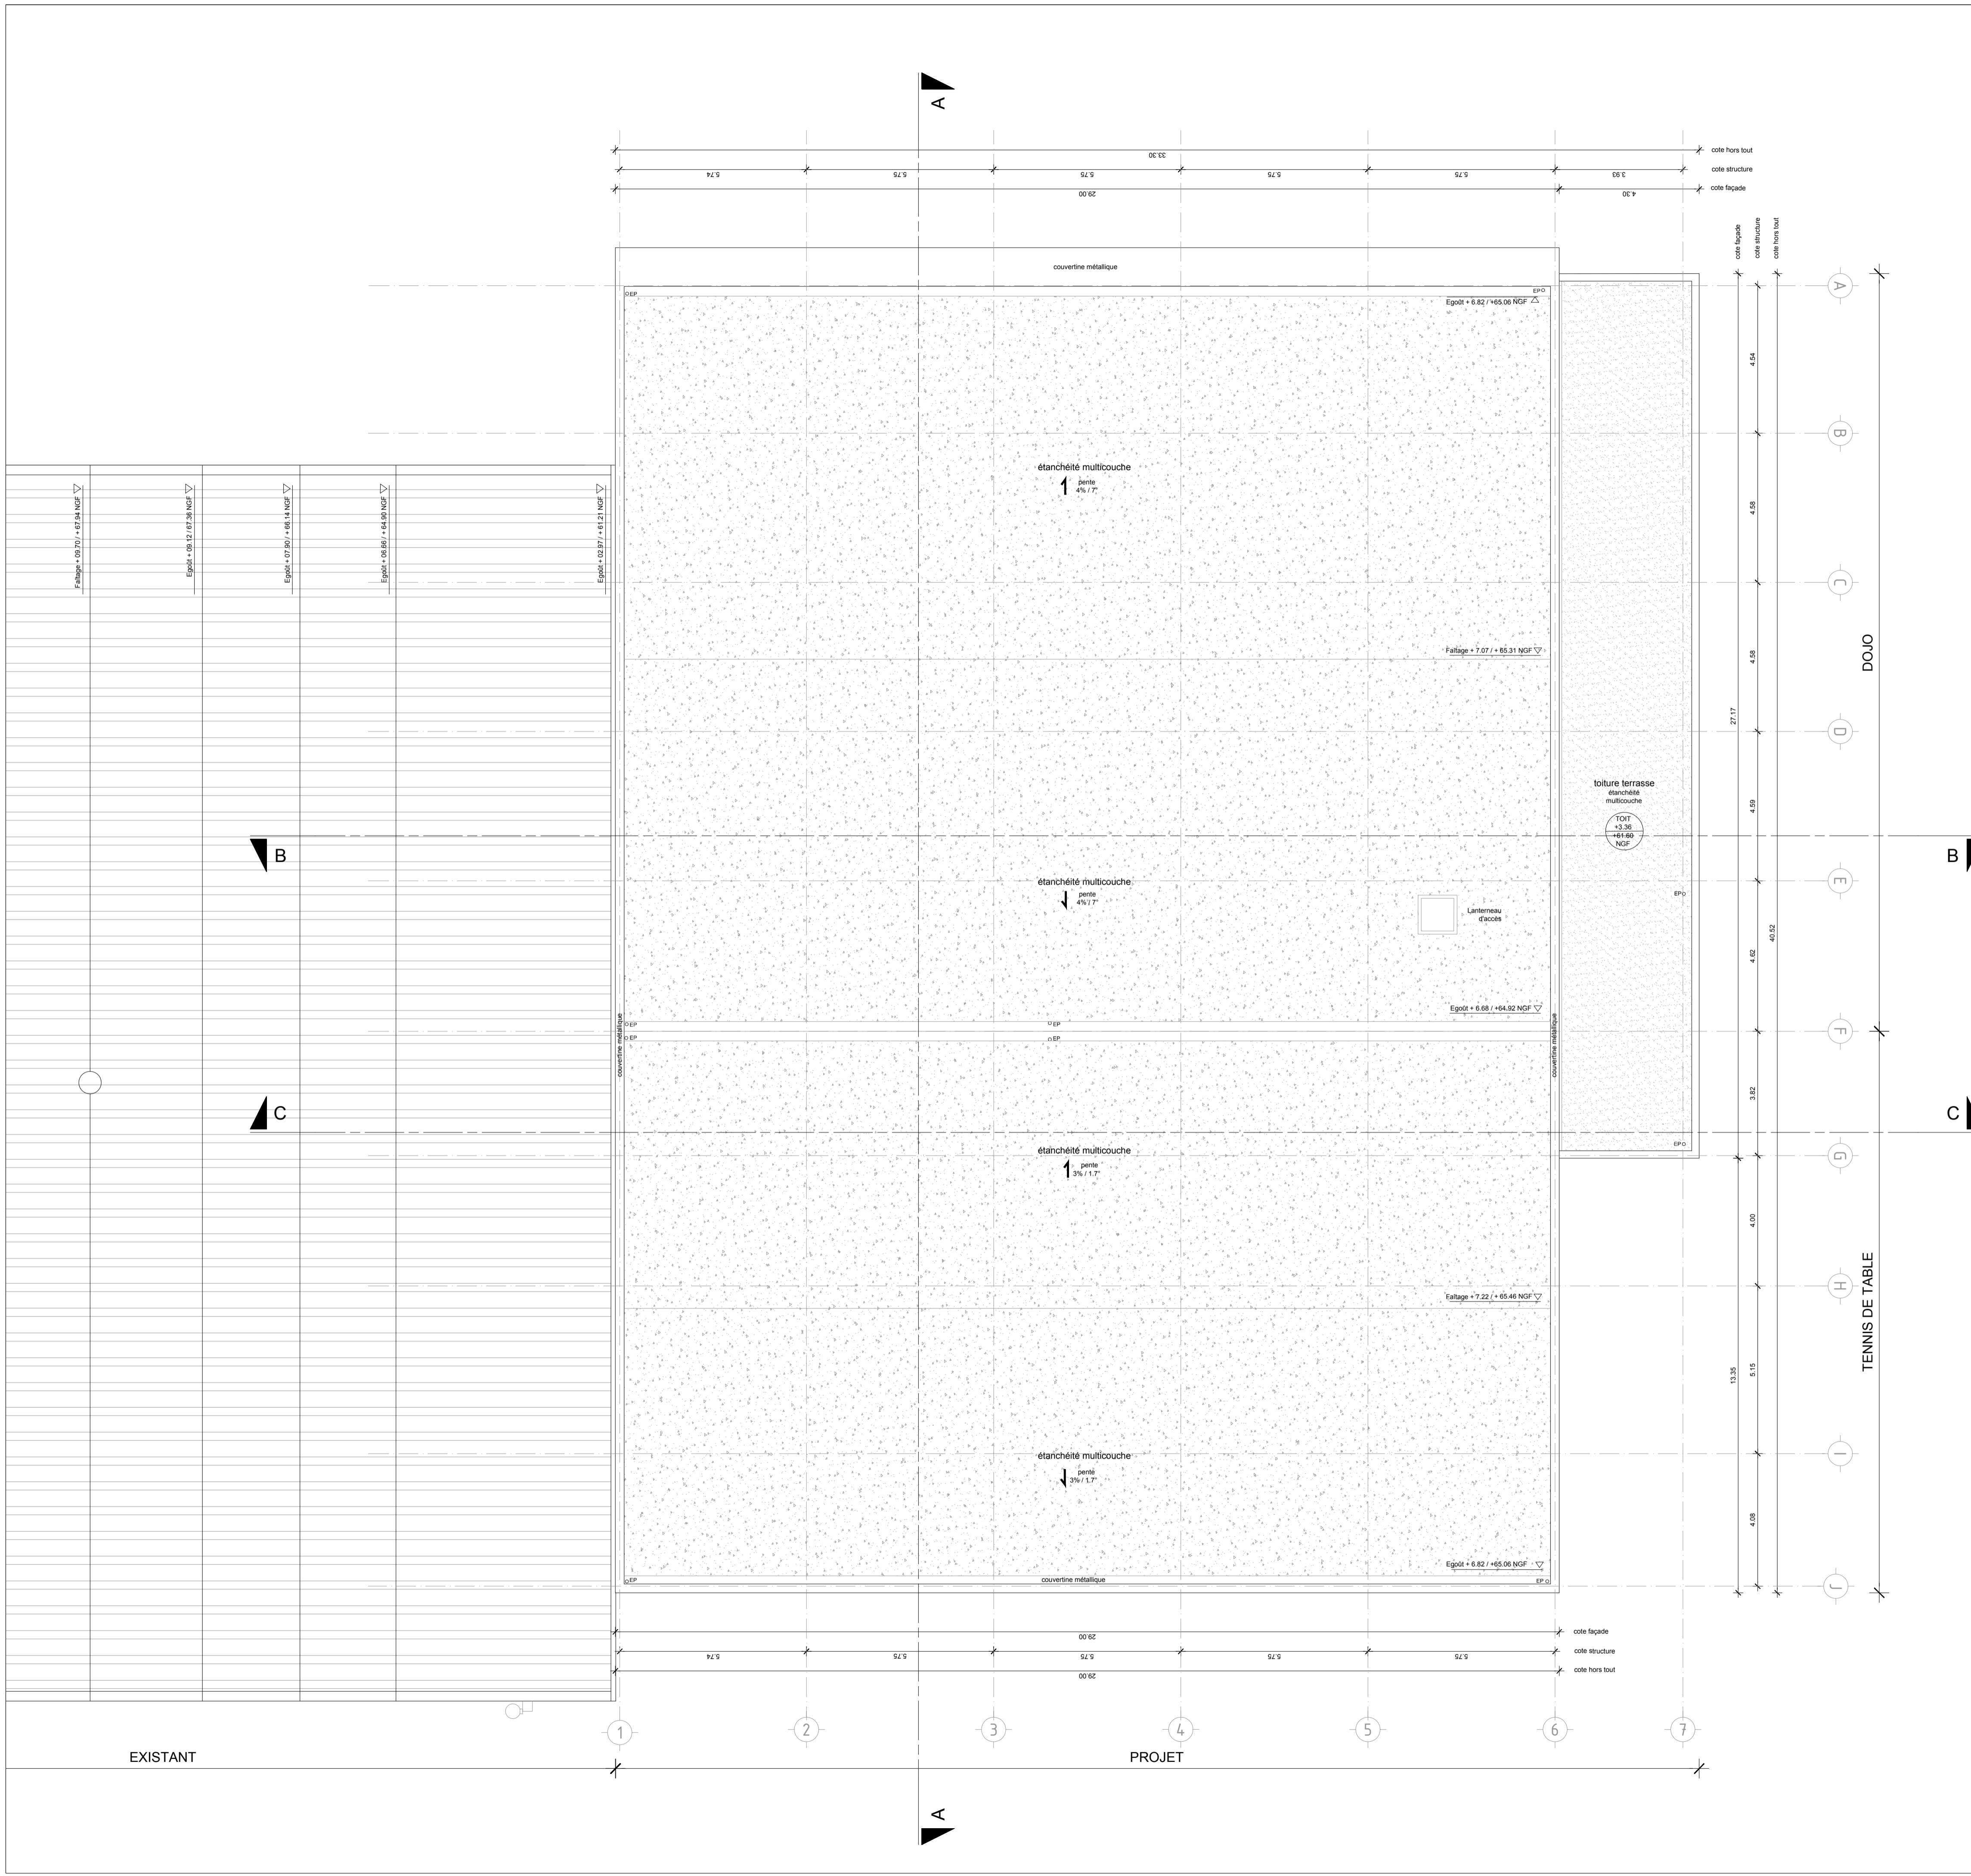 A
33.30
cote hors tout
5.74
5.75
5.75
5.75
5.75
3.93
cote structure
29.00
4.30
cote façade
cote façade
cote structure
cote hors tout
couvertine métallique
EP
EP
Egoût + 6.82 / +65.06 NGF
A
4.54
B
étanchéité multicouche
pente
4% / 7°
Faîtage + 09.70 / + 67.94 NGF
Egoût + 09.12 / 67.36 NGF
Egoût + 07.90 / + 66.14 NGF
Egoût + 06.66 / + 64.90 NGF
Egoût + 02.97 / + 61.21 NGF
4.58
C
Faîtage + 7.07 / + 65.31 NGF
4.58
DOJO
27.17
D
toiture terrasse
étanchéité
multicouche
TOIT
+3.36
+61.60
NGF
4.59
B
B
étanchéité multicouche
pente
4% / 7°
E
EP
Lanterneau
d'accès
40.52
4.62
Egoût + 6.68 / +64.92 NGF
EP
EP
EP
EP
F
couvertine métallique
couvertine métallique
3.82
C
C
EP
étanchéité multicouche
pente
3% / 1.7°
G
4.00
H
Faîtage + 7.22 / + 65.46 NGF
TENNIS DE TABLE
13.35
5.15
étanchéité multicouche
pente
3% / 1.7°
I
4.08
Egoût + 6.82 / +65.06 NGF
EP
couvertine métallique
EP
J
29.00
cote façade
5.74
5.75
5.75
5.75
5.75
cote structure
29.00
cote hors tout
1
2
3
4
5
6
7
EXISTANT
PROJET
A